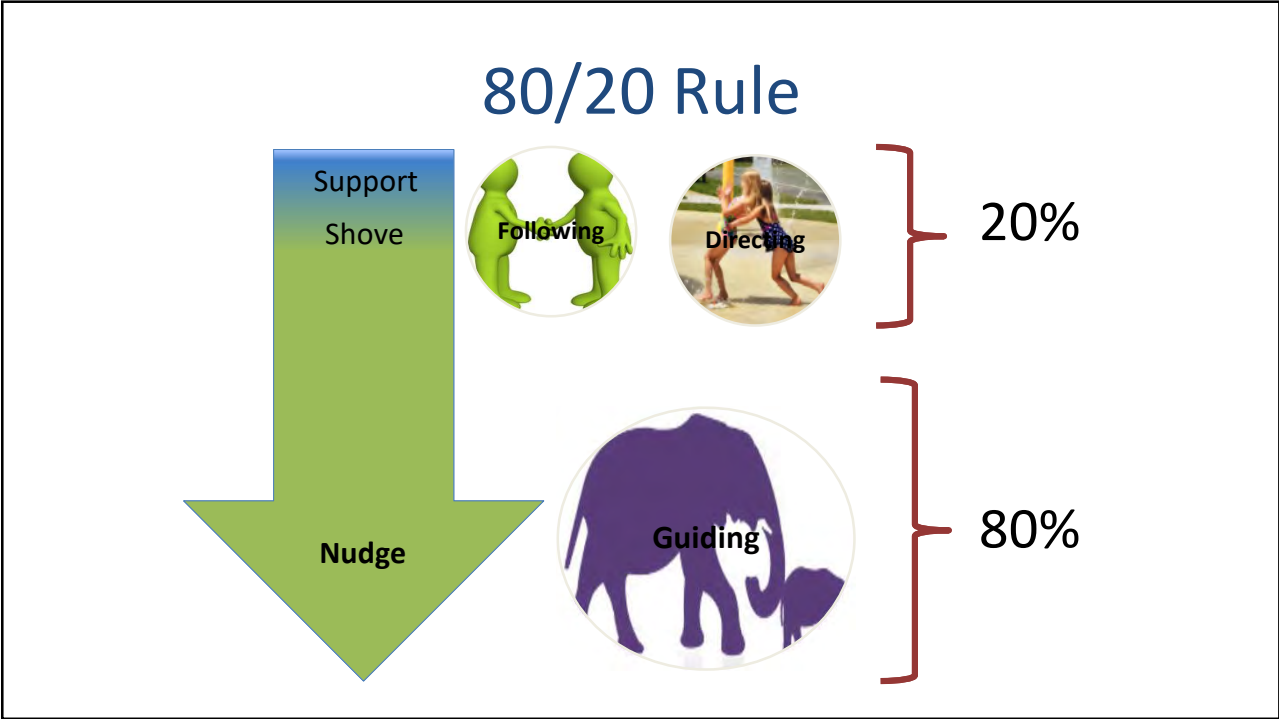 80/20 Rule
Support
Shove
Following
Directing
20%
Nudge
Guiding
80%